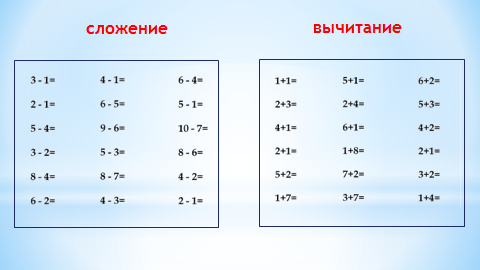 сложение
3 - 1= 4 - 1= 6 - 4=
2 - 1= 6 - 5= 5 - 1=
5 - 4= 9 - 6= 10 - 7=
3 - 2= 5 - 3= 8 - 6=
8 - 4= 8 - 7= 4 - 2=
6 - 2= 4 - 3= 2 - 1=
вычитание
1+1= 5+1= 6+2=
2+3= 2+4= 5+3=
4+1= 6+1= 4+2=
2+1= 1+8= 2+1=
5+2= 7+2= 3+2=
1+7= 3+7= 1+4=